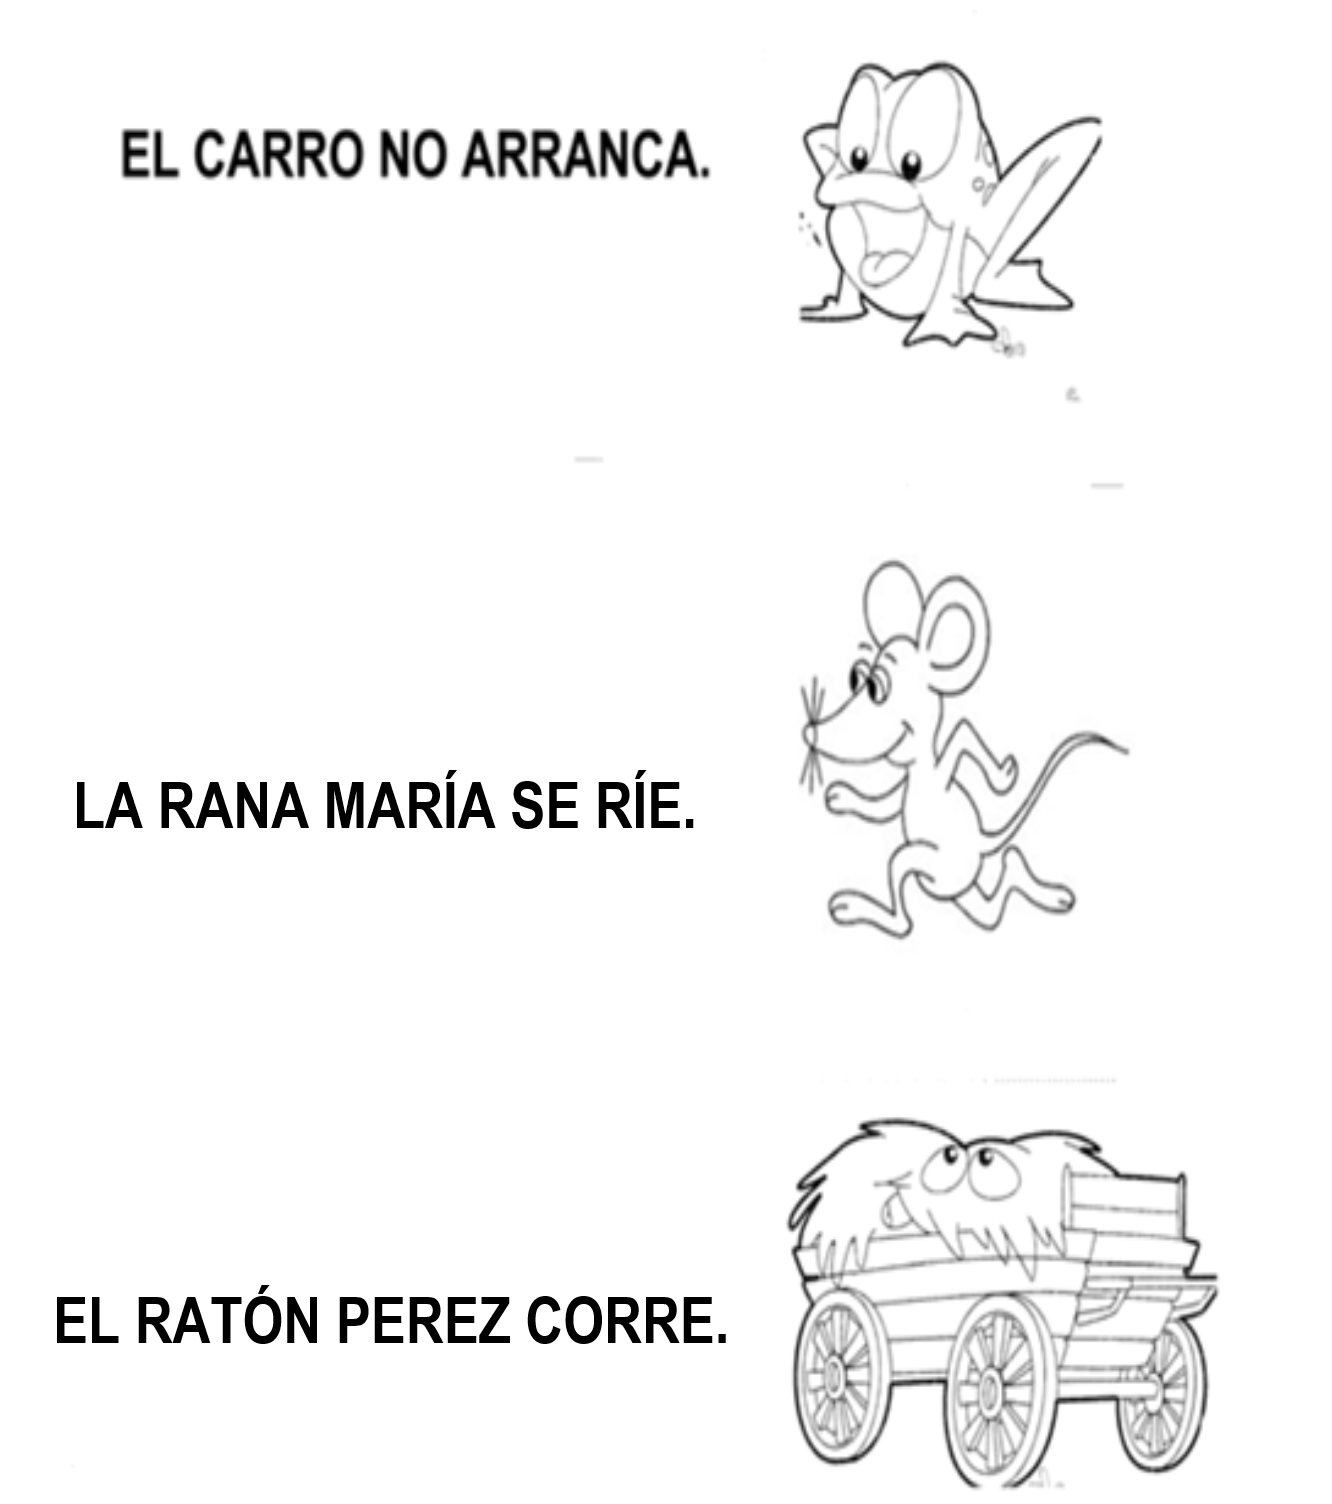 EL CARRO NO ARRANCA.
LA RANA MARÍA SE RÍE.
EL RATÓN PEREZ CORRE.